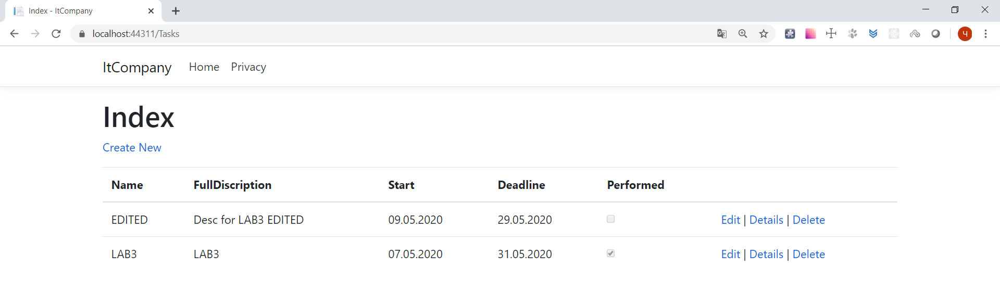 Index - ItCompany
localhost:44311/Tasks
Ч
ItCompany Home Privacy
Index
Create New
Name FullDiscription Start Deadline Performed
EDITED Desc for LAB3 EDITED 09.05.2020 29.05.2020 Edit | Details | Delete
LAB3 LAB3 07.05.2020 31.05.2020 Edit | Details | Delete